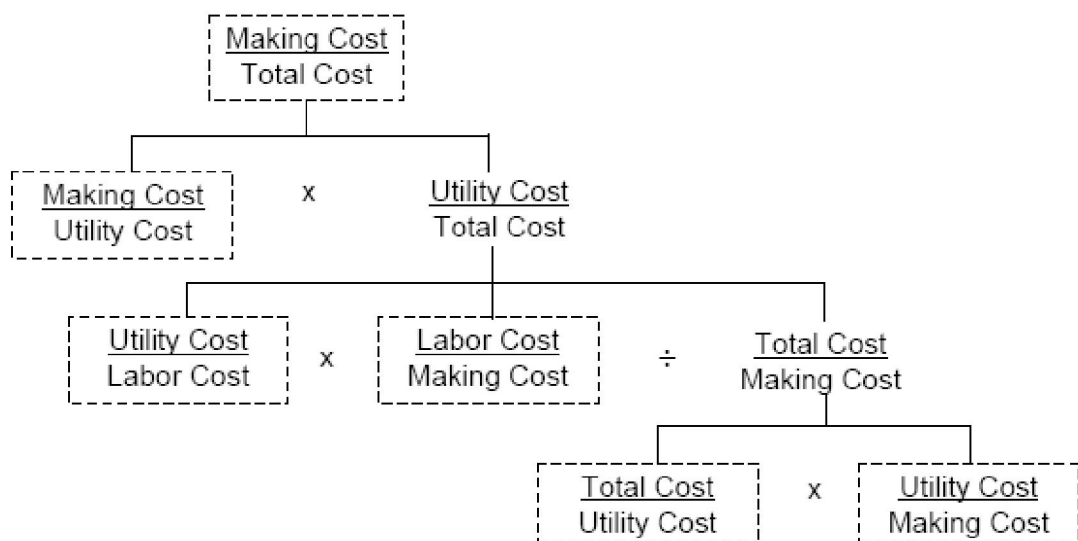 Making Cost
Total Cost
Making Cost x Utility Cost
Utility Cost Total Cost
Utility Cost x Labor Cost ÷ Total Cost
Labor Cost Making Cost Making Cost
Total Cost x Utility Cost
Utility Cost Making Cost